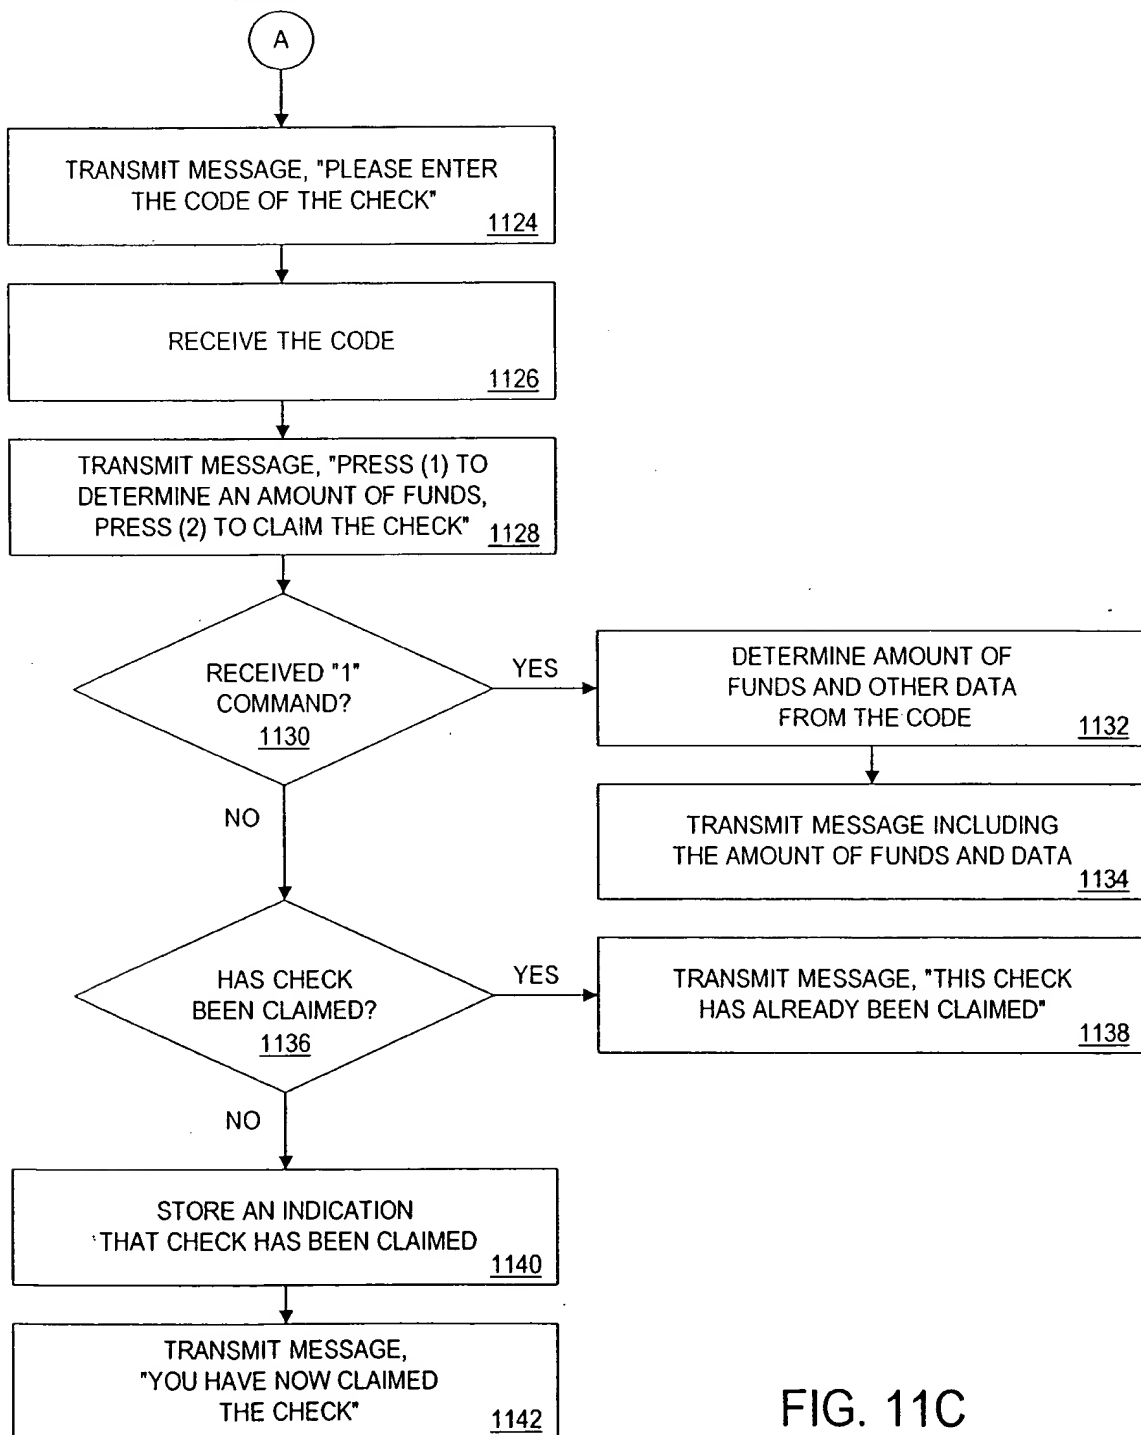 A
TRANSMIT MESSAGE, "PLEASE ENTER
THE CODE OF THE CHECK"
1124
RECEIVE THE CODE
1126
TRANSMIT MESSAGE, "PRESS (1) TO
DETERMINE AN AMOUNT OF FUNDS,
PRESS (2) TO CLAIM THE CHECK"
1128
RECEIVED "1"
COMMAND?
1130
YES
DETERMINE AMOUNT OF
FUNDS AND OTHER DATA
FROM THE CODE
1132
TRANSMIT MESSAGE INCLUDING
THE AMOUNT OF FUNDS AND DATA
1134
NO
HAS CHECK
BEEN CLAIMED?
1136
YES
TRANSMIT MESSAGE, "THIS CHECK
HAS ALREADY BEEN CLAIMED"
1138
NO
STORE AN INDICATION
THAT CHECK HAS BEEN CLAIMED
1140
TRANSMIT MESSAGE,
"YOU HAVE NOW CLAIMED
THE CHECK"
1142
FIG. 11C